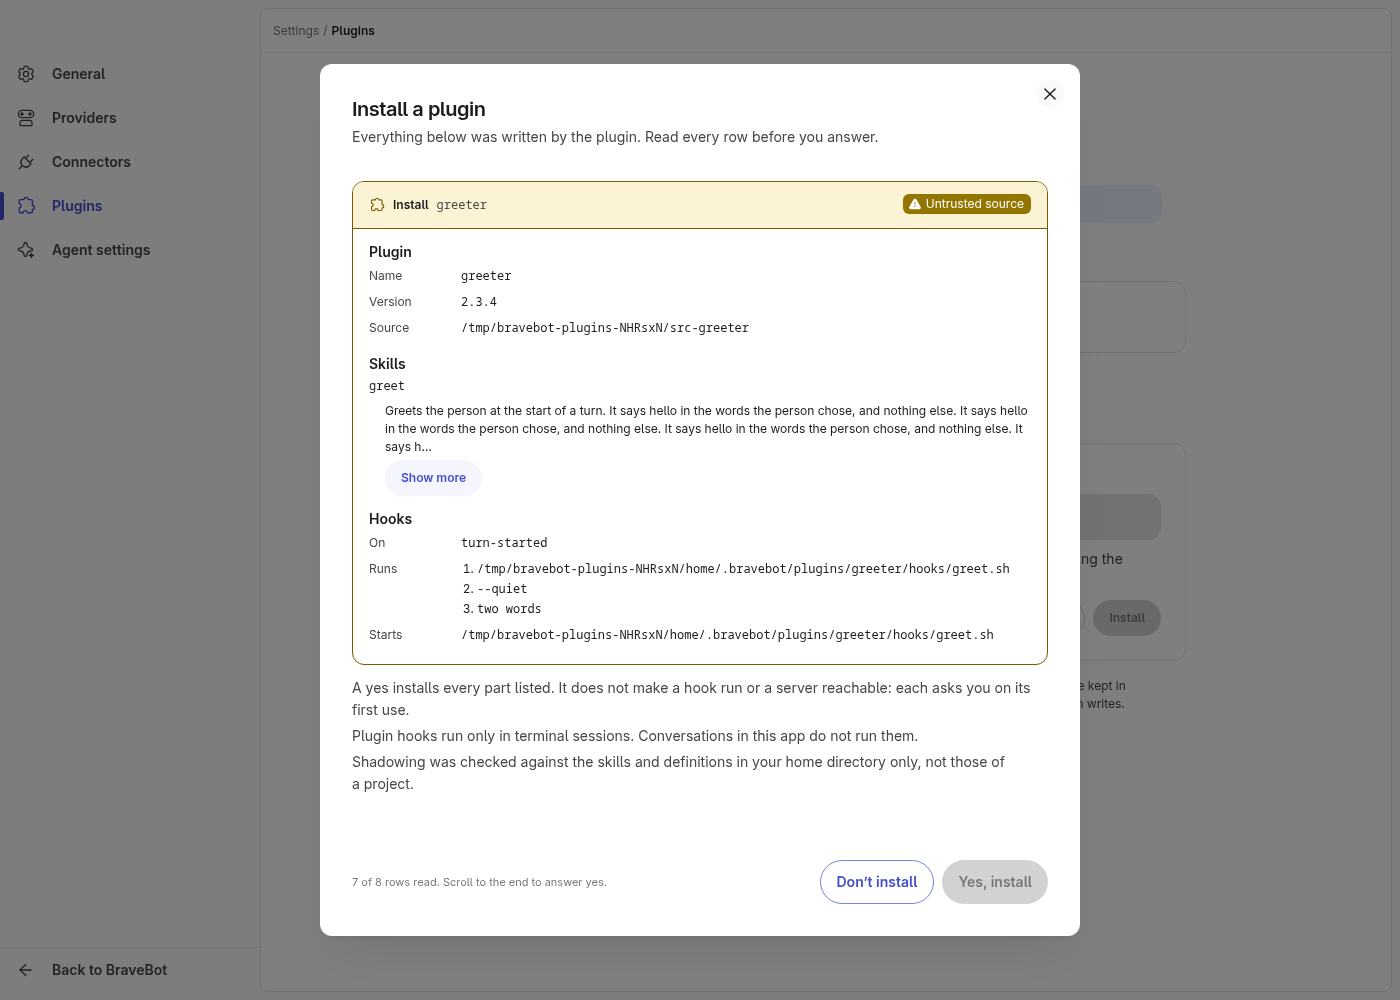 Settings / Plugins
General
Providers
Connectors
Plugins
Agent settings
Back to BraveBot
Install a plugin
Everything below was written by the plugin. Read every row before you answer.
Install greeter
Untrusted source
Plugin
Name greeter
Version 2.3.4
Source /tmp/bravebot-plugins-NHRsxN/src-greeter
Skills
greet
Greets the person at the start of a turn. It says hello in the words the person chose, and nothing else. It says hello
in the words the person chose, and nothing else. It says hello in the words the person chose, and nothing else. It
says h…
Show more
Hooks
On turn-started
Runs 1. /tmp/bravebot-plugins-NHRsxN/home/.bravebot/plugins/greeter/hooks/greet.sh
2. --quiet
3. two words
Starts /tmp/bravebot-plugins-NHRsxN/home/.bravebot/plugins/greeter/hooks/greet.sh
A yes installs every part listed. It does not make a hook run or a server reachable: each asks you on its
first use.
Plugin hooks run only in terminal sessions. Conversations in this app do not run them.
Shadowing was checked against the skills and definitions in your home directory only, not those of
a project.
7 of 8 rows read. Scroll to the end to answer yes.
Don't install
Yes, install
ng the
Install
kept in
writes.